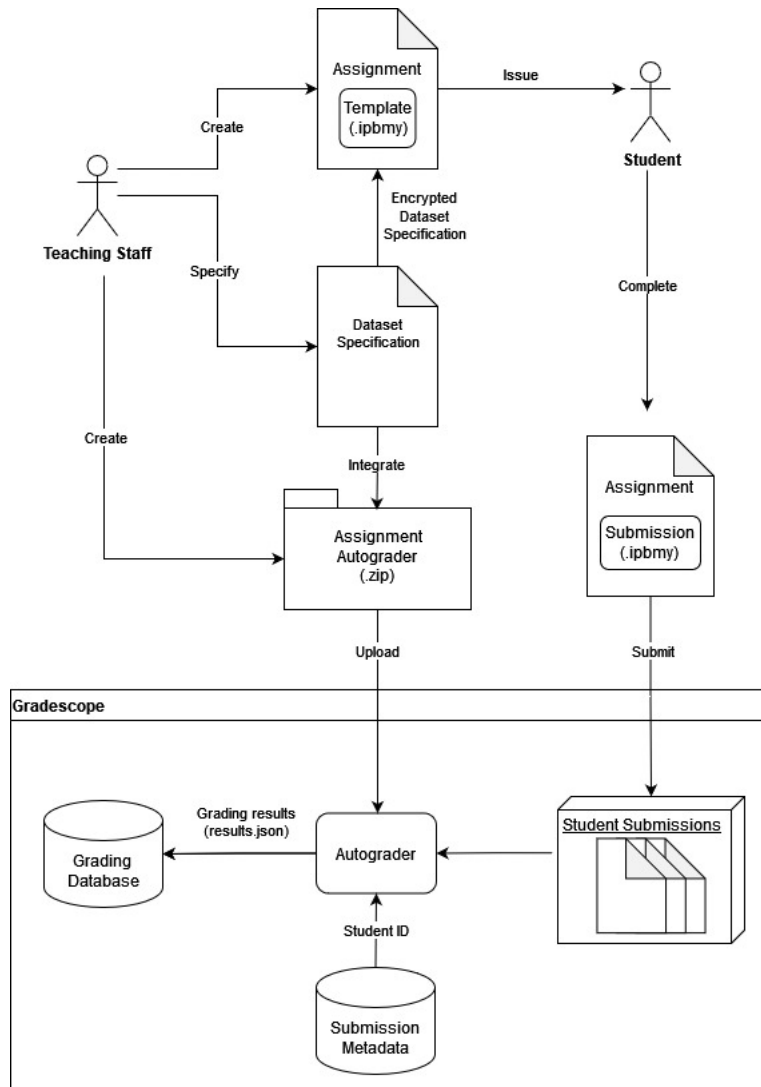 Assignment
Template
(.ipbmy)
Issue
Create
Student
Teaching Staff
Encrypted
Dataset
Specification
Specify
Dataset
Specification
Complete
Create
Integrate
Assignment
Autograder
(.zip)
Assignment
Submission
(.ipbmy)
Upload
Submit
Gradescope
Grading results
(results.json)
Grading
Database
Autograder
Student Submissions
Student ID
Submission
Metadata